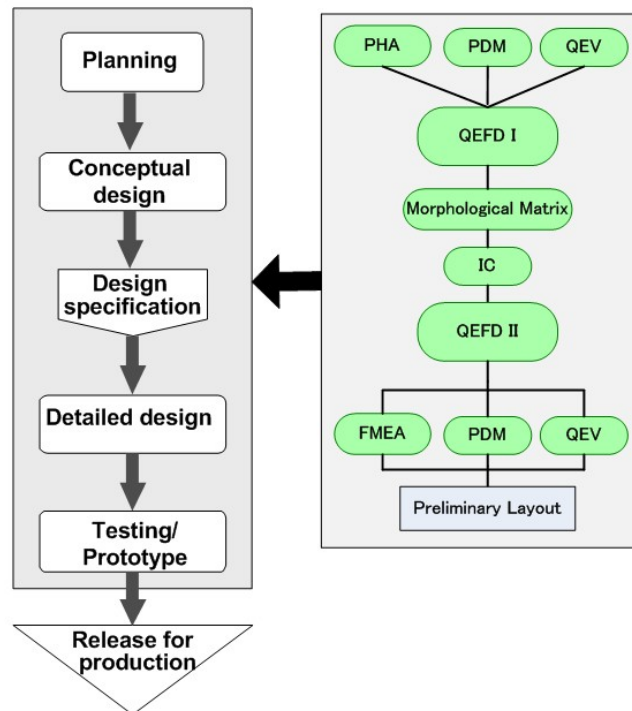 Planning
Conceptual
design
Design
specification
Detailed design
Testing/
Prototype
Release for
production
PHA
PDM
QEV
QEFD I
Morphological Matrix
IC
QEFD II
FMEA
PDM
QEV
Preliminary Layout